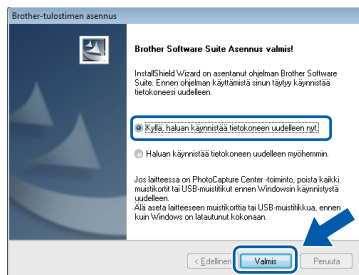 Brother-tulostimen asennus
Brother Software Suite Asennus valmis!
InstallShield Wizard on asentanut ohjelman Brother Software
Suite. Ennen ohjelman käyttämistä sinun täytyy käynnistää
tietokoneesi uudelleen.
Kyllä, haluan käynnistää tietokoneen uudelleen nyt.
Haluan käynnistää tietokoneen uudelleen myöhemmin.
Jos laitteessa on PhotoCapture Center -toiminto, poista kaikki
muistikortit tai USB-muistitikut ennen Windowsin käynnistystä
uudelleen.
Älä aseta laitteeseen muistikorttia tai USB-muistitikkua, ennen
kuin Windows on latautunut kokonaan.
< Edellinen
Valmis
Peruuta